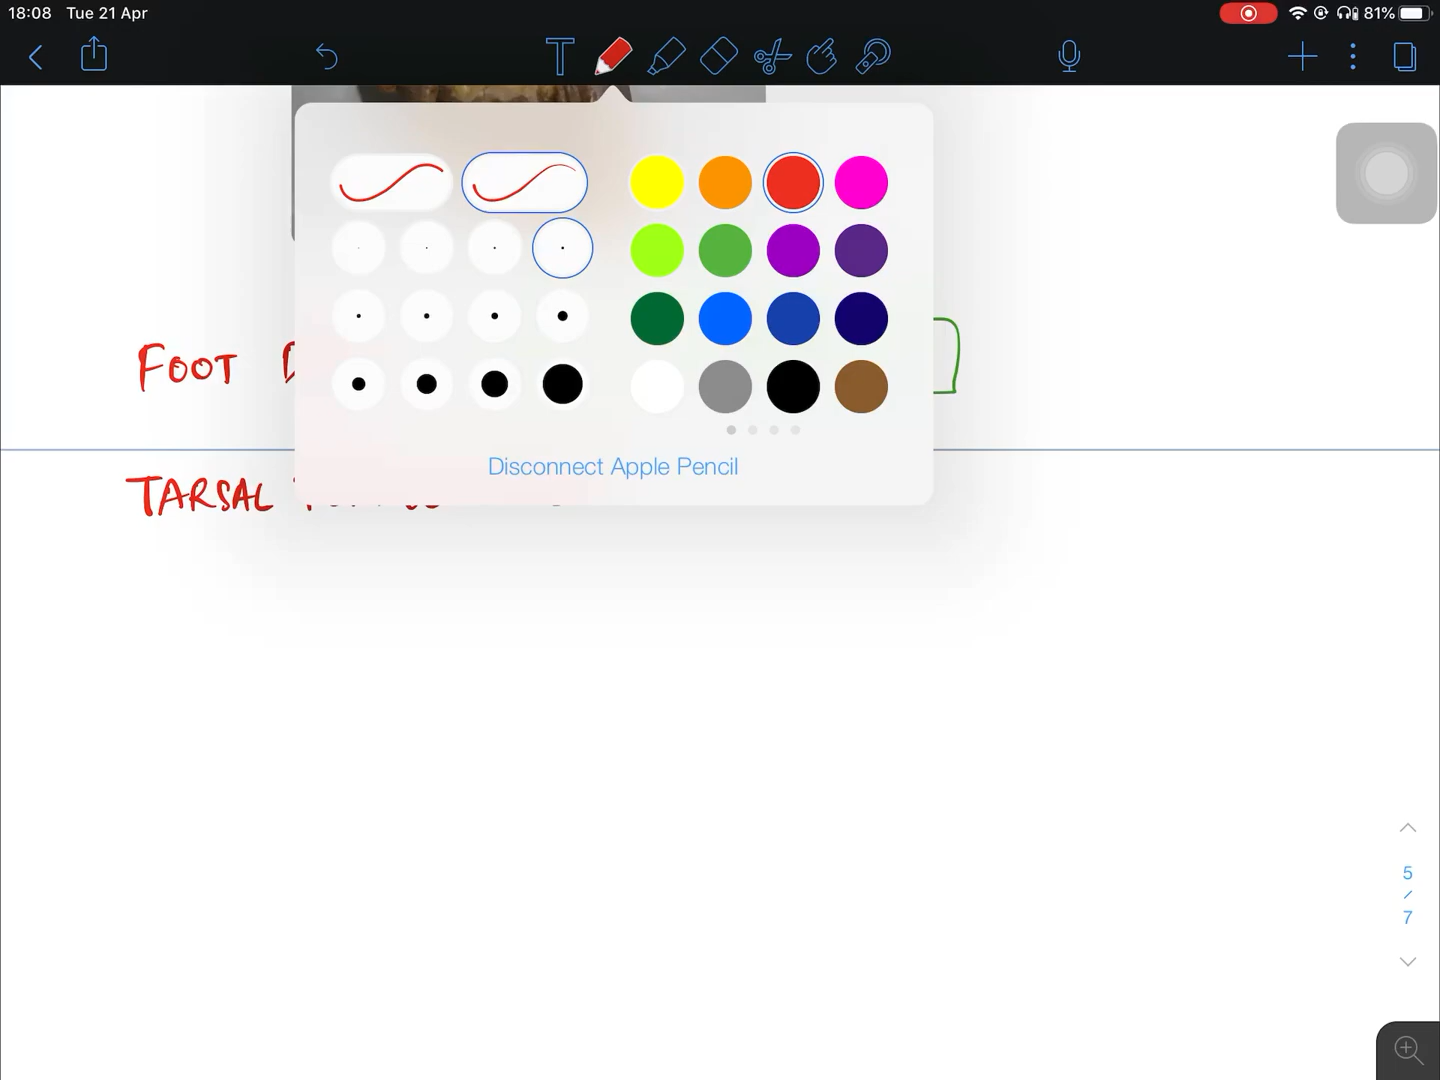 18:08 Tue 21 Apr 81%
T
FOOT
Disconnect Apple Pencil
TARSAL
5
/
7